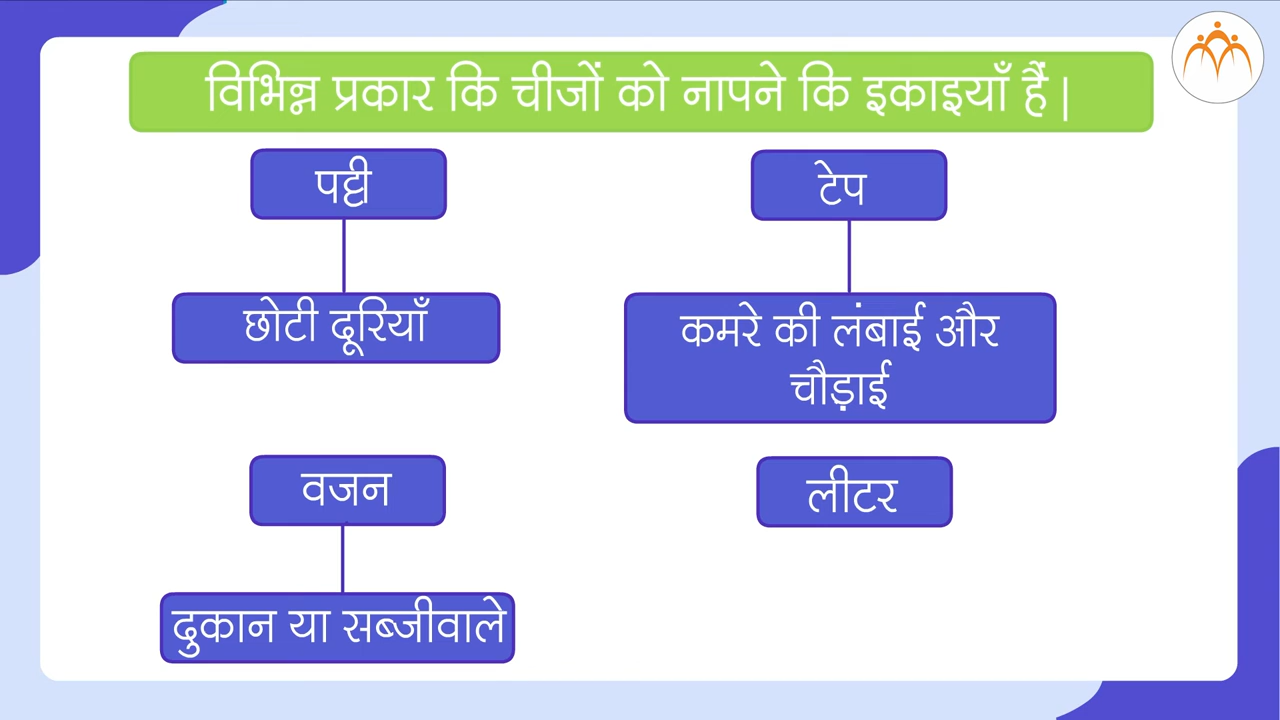 विभिन्न प्रकार कि चीजों को नापने कि इकाइयाँ हैं |
पट्टी
टेप
छोटी दूरियाँ
कमरे की लंबाई और
चौड़ाई
वजन
लीटर
दुकान या सब्जीवाले